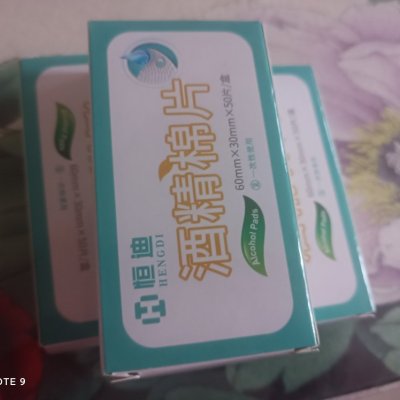 恒迪
HENGDI
酒精棉片
Alcohol Pads
60mm×30mm×50片/盒
一次性使用
OTE 9